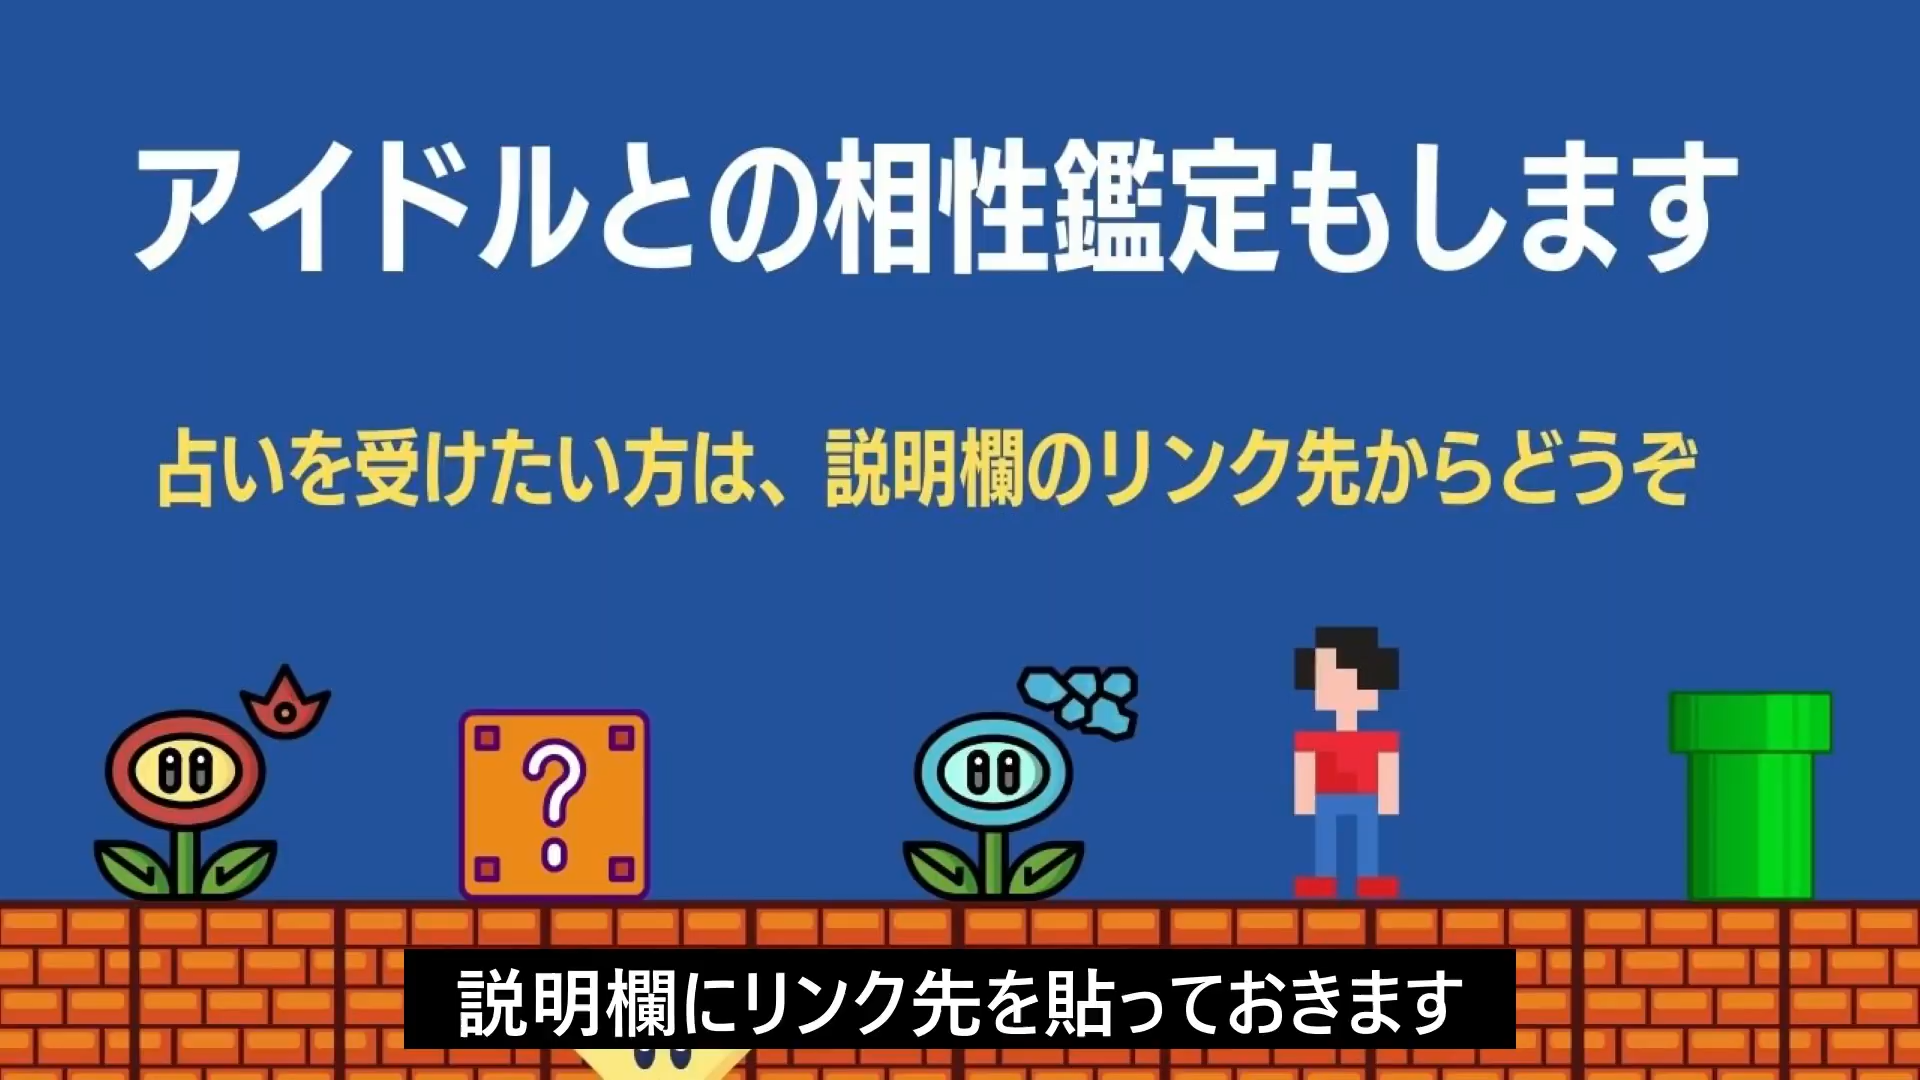 アイドルとの相性鑑定もします
占いを受けたい方は、説明欄のリンク先からどうぞ
?
説明欄にリンク先を貼っておきます